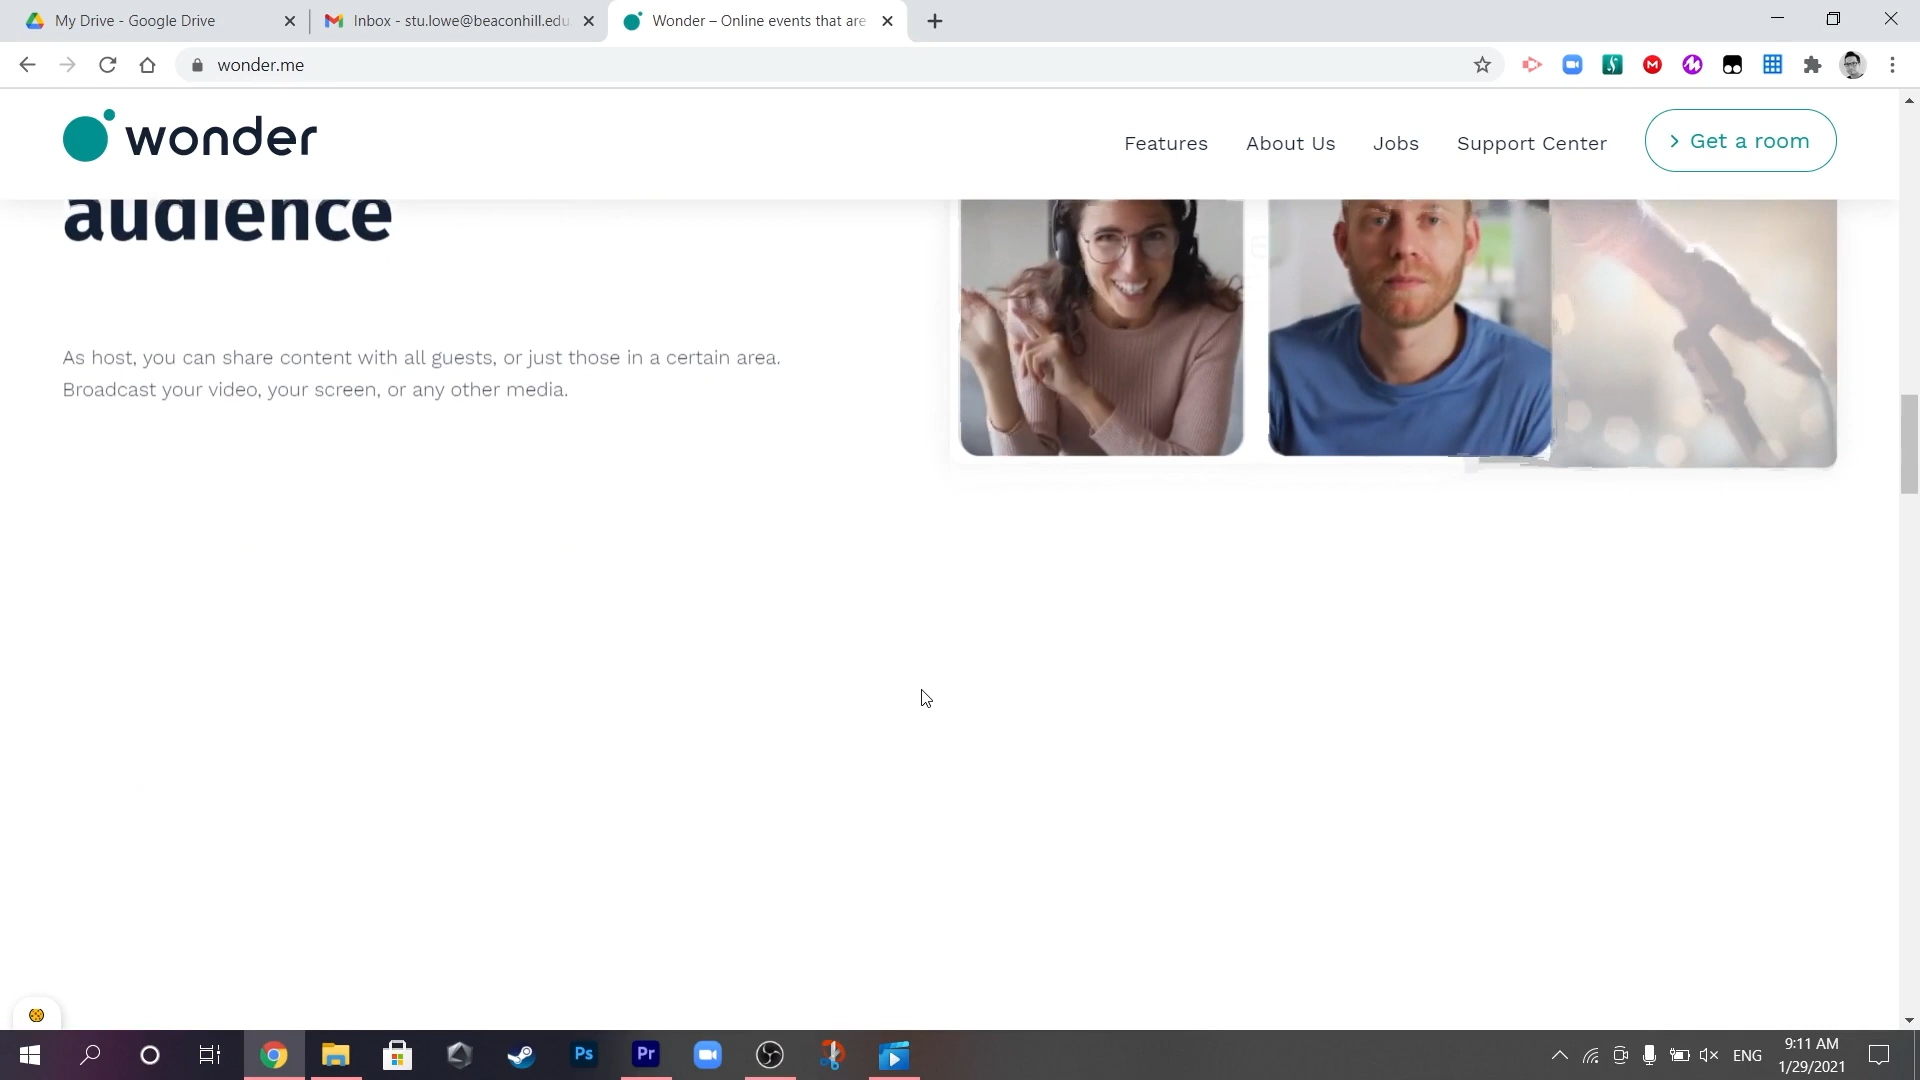 My Drive - Google Drive
Inbox - stu.lowe@beaconhill.edu
Wonder – Online events that are
wonder.me
wonder
Features
About Us
Jobs
Support Center
Get a room
audience
As host, you can share content with all guests, or just those in a certain area.
Broadcast your video, your screen, or any other media.
Ps
Pr
ENG
9:11 AM
1/29/2021